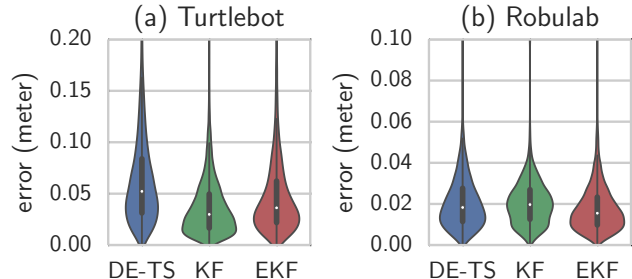 (a) Turtlebot
(b) Robulab
error (meter)
0.20
0.15
0.10
0.05
0.00
DE-TS KF EKF
error (meter)
0.10
0.08
0.06
0.04
0.02
0.00
DE-TS KF EKF